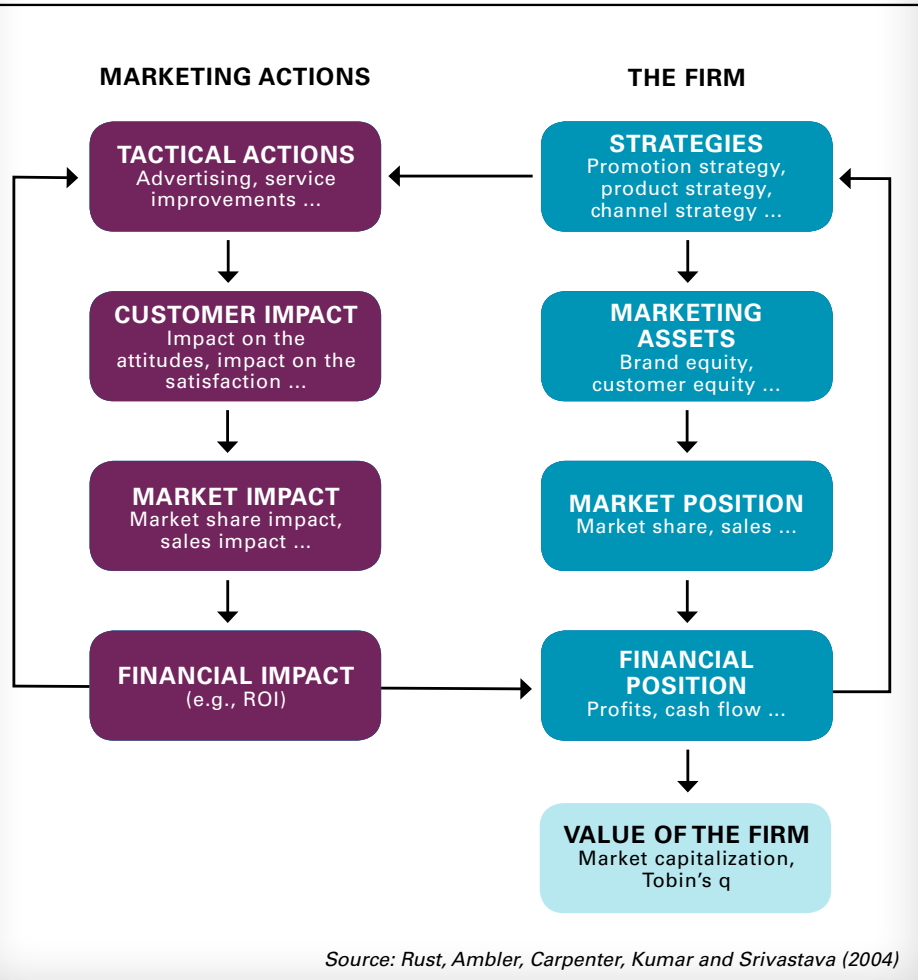 MARKETING ACTIONS
THE FIRM
TACTICAL ACTIONS
Advertising, service
improvements ...
STRATEGIES
Promotion strategy,
product strategy,
channel strategy ...
CUSTOMER IMPACT
Impact on the
attitudes, impact on the
satisfaction ...
MARKETING
ASSETS
Brand equity,
customer equity ...
MARKET IMPACT
Market share impact,
sales impact ...
MARKET POSITION
Market share, sales ...
FINANCIAL IMPACT
(e.g., ROI)
FINANCIAL
POSITION
Profits, cash flow ...
VALUE OF THE FIRM
Market capitalization,
Tobin's q
Source: Rust, Ambler, Carpenter, Kumar and Srivastava (2004)